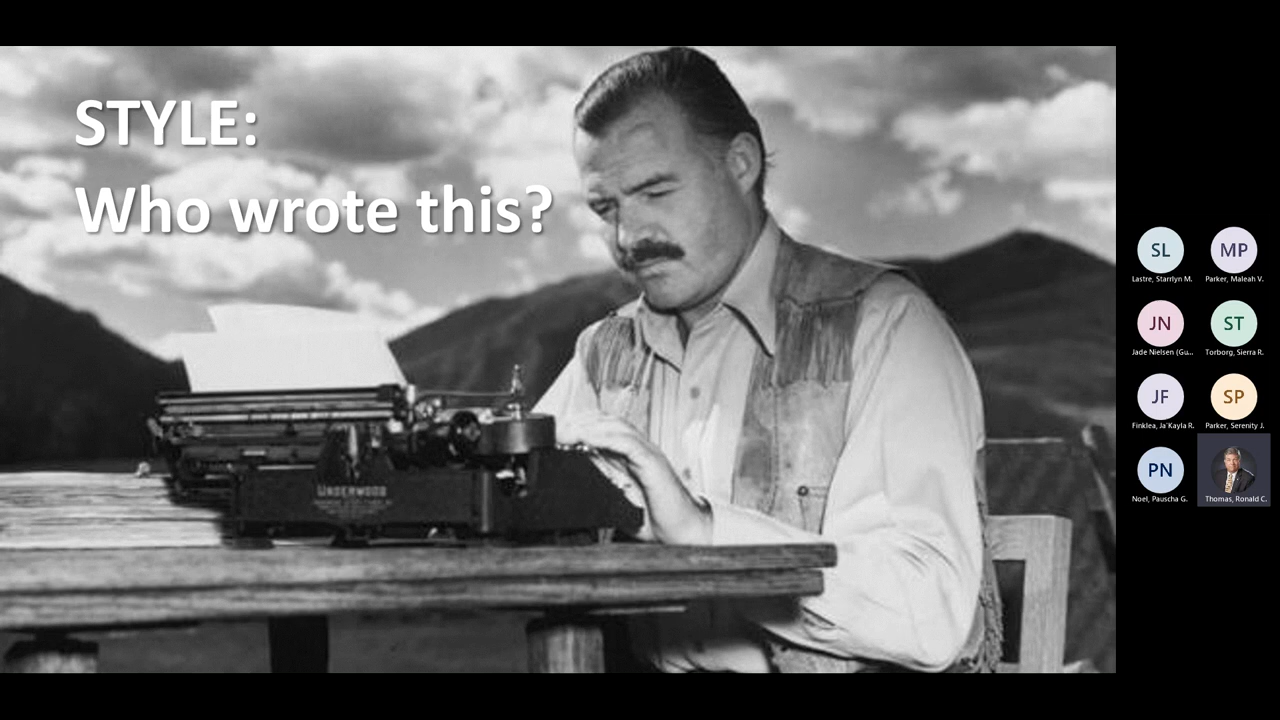 STYLE:
Who wrote this?
UNDERWOOD
SL
MP
Lastre, Starrlyn M.
Parker, Maleah V.
JN
ST
Jade Nielsen (Gu...
Torborg, Sierra R.
JF
SP
Finklea, Ja'Kayla R.
Parker, Serenity J.
PN
Noel, Pauscha G.
Thomas, Ronald C.